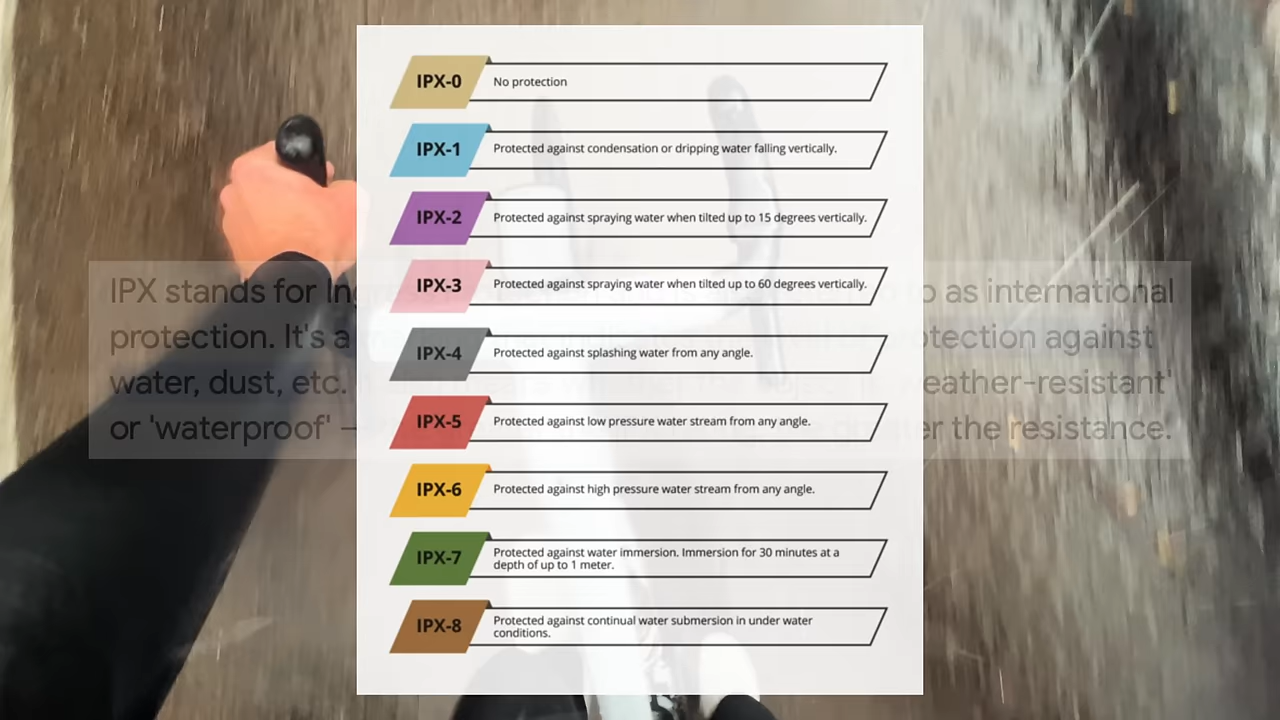 IPX-0
No protection
IPX-1
Protected against condensation or dripping water falling vertically.
IPX-2
Protected against spraying water when tilted up to 15 degrees vertically.
IPX-3
Protected against spraying water when tilted up to 60 degrees vertically.
IPX-4
Protected against splashing water from any angle.
IPX-5
Protected against low pressure water stream from any angle.
IPX-6
Protected against high pressure water stream from any angle.
IPX-7
Protected against water immersion. Immersion for 30 minutes at a
depth of up to 1 meter.
IPX-8
Protected against continual water submersion in under water
conditions.
IPX stands for as international
protection. It's a against
water, dust, etc. 'weather-resistant'
or 'waterproof' the resistance.